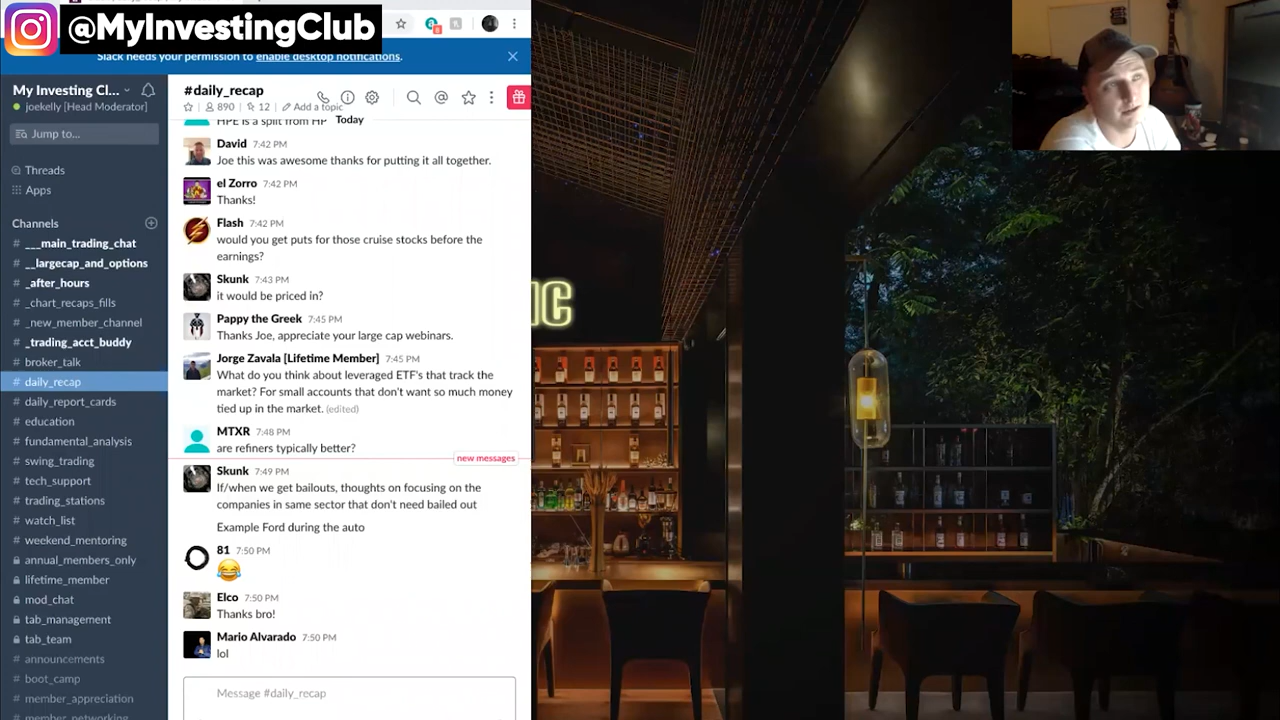 @MyInvestingClub
Slack needs your permission to enable desktop notifications.
My Investing Cl...
joekelly [Head Moderator]
Jump to...
Threads
Apps
Channels
# ___main_trading_chat
# __largecap_and_options
# _after_hours
# _chart_recaps_fills
# _new_member_channel
# _trading_acct_buddy
# broker_talk
# daily_recap
# daily_report_cards
# education
# fundamental_analysis
# swing_trading
# tech_support
# trading_stations
# watch_list
# weekend_mentoring
annual_members_only
lifetime_member
mod_chat
tab_management
tab_team
# announcements
# boot_camp
# member_appreciation
# member_networking
#daily_recap
890
12
Add a topic
HPE is a split from HP
Today
David 7:42 PM
Joe this was awesome thanks for putting it all together.
el Zorro 7:42 PM
Thanks!
Flash 7:42 PM
would you get puts for those cruise stocks before the
earnings?
Skunk 7:43 PM
it would be priced in?
Pappy the Greek 7:45 PM
Thanks Joe, appreciate your large cap webinars.
Jorge Zavala [Lifetime Member] 7:45 PM
What do you think about leveraged ETF's that track the
market? For small accounts that don't want so much money
tied up in the market. (edited)
MTXR 7:48 PM
are refiners typically better?
new messages
Skunk 7:49 PM
If/when we get bailouts, thoughts on focusing on the
companies in same sector that don't need bailed out
Example Ford during the auto
81 7:50 PM
Elco 7:50 PM
Thanks bro!
Mario Alvarado 7:50 PM
lol
Message #daily_recap
IC